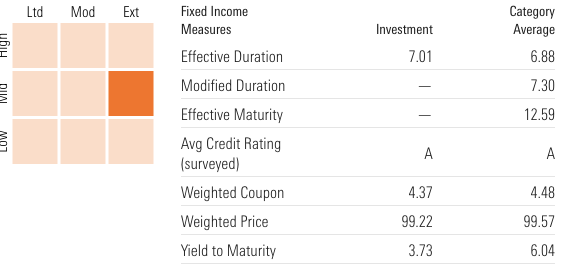 Ltd Mod Ext
High
Mid
Low
Fixed Income Measures Investment Category Average
Effective Duration 7.01 6.88
Modified Duration — 7.30
Effective Maturity — 12.59
Avg Credit Rating (surveyed) A A
Weighted Coupon 4.37 4.48
Weighted Price 99.22 99.57
Yield to Maturity 3.73 6.04